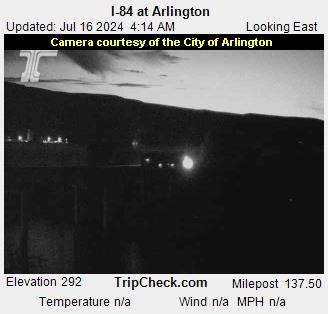 I-84 at Arlington
Updated: Jul 16 2024 4:14 AM Looking East
Camera courtesy of the City of Arlington
Elevation 292 TripCheck.com Milepost 137.50
Temperature n/a Wind n/a MPH n/a